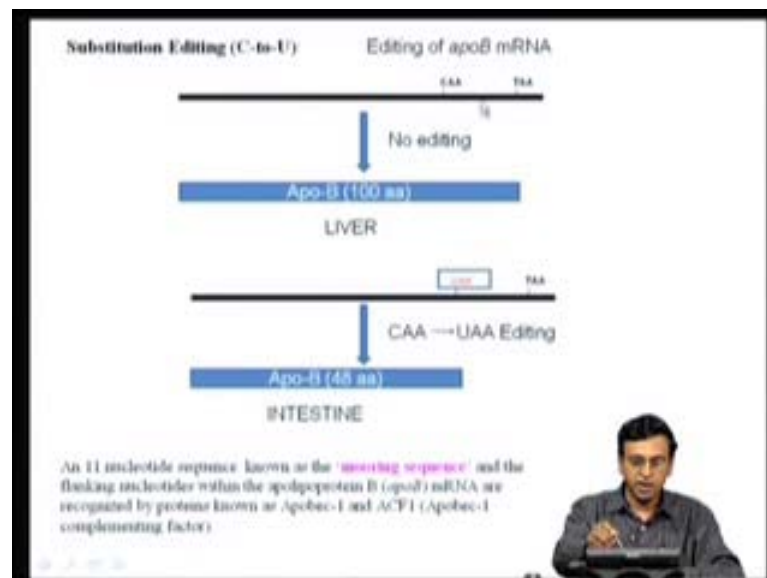 Substitution Editing (C-to-U)
Editing of apoB mRNA
CAA
TAA
No editing
Apo-B (100 aa)
LIVER
UAA
TAA
CAA → UAA Editing
Apo-B (48 aa)
INTESTINE
An 11 nucleotide sequence known as the 'mooring sequence' and the
flanking nucleotides within the apolipoprotein B (apoB) mRNA are
recognized by proteins known as Apobec-1 and ACF1 (Apobec-1
complementing factor)